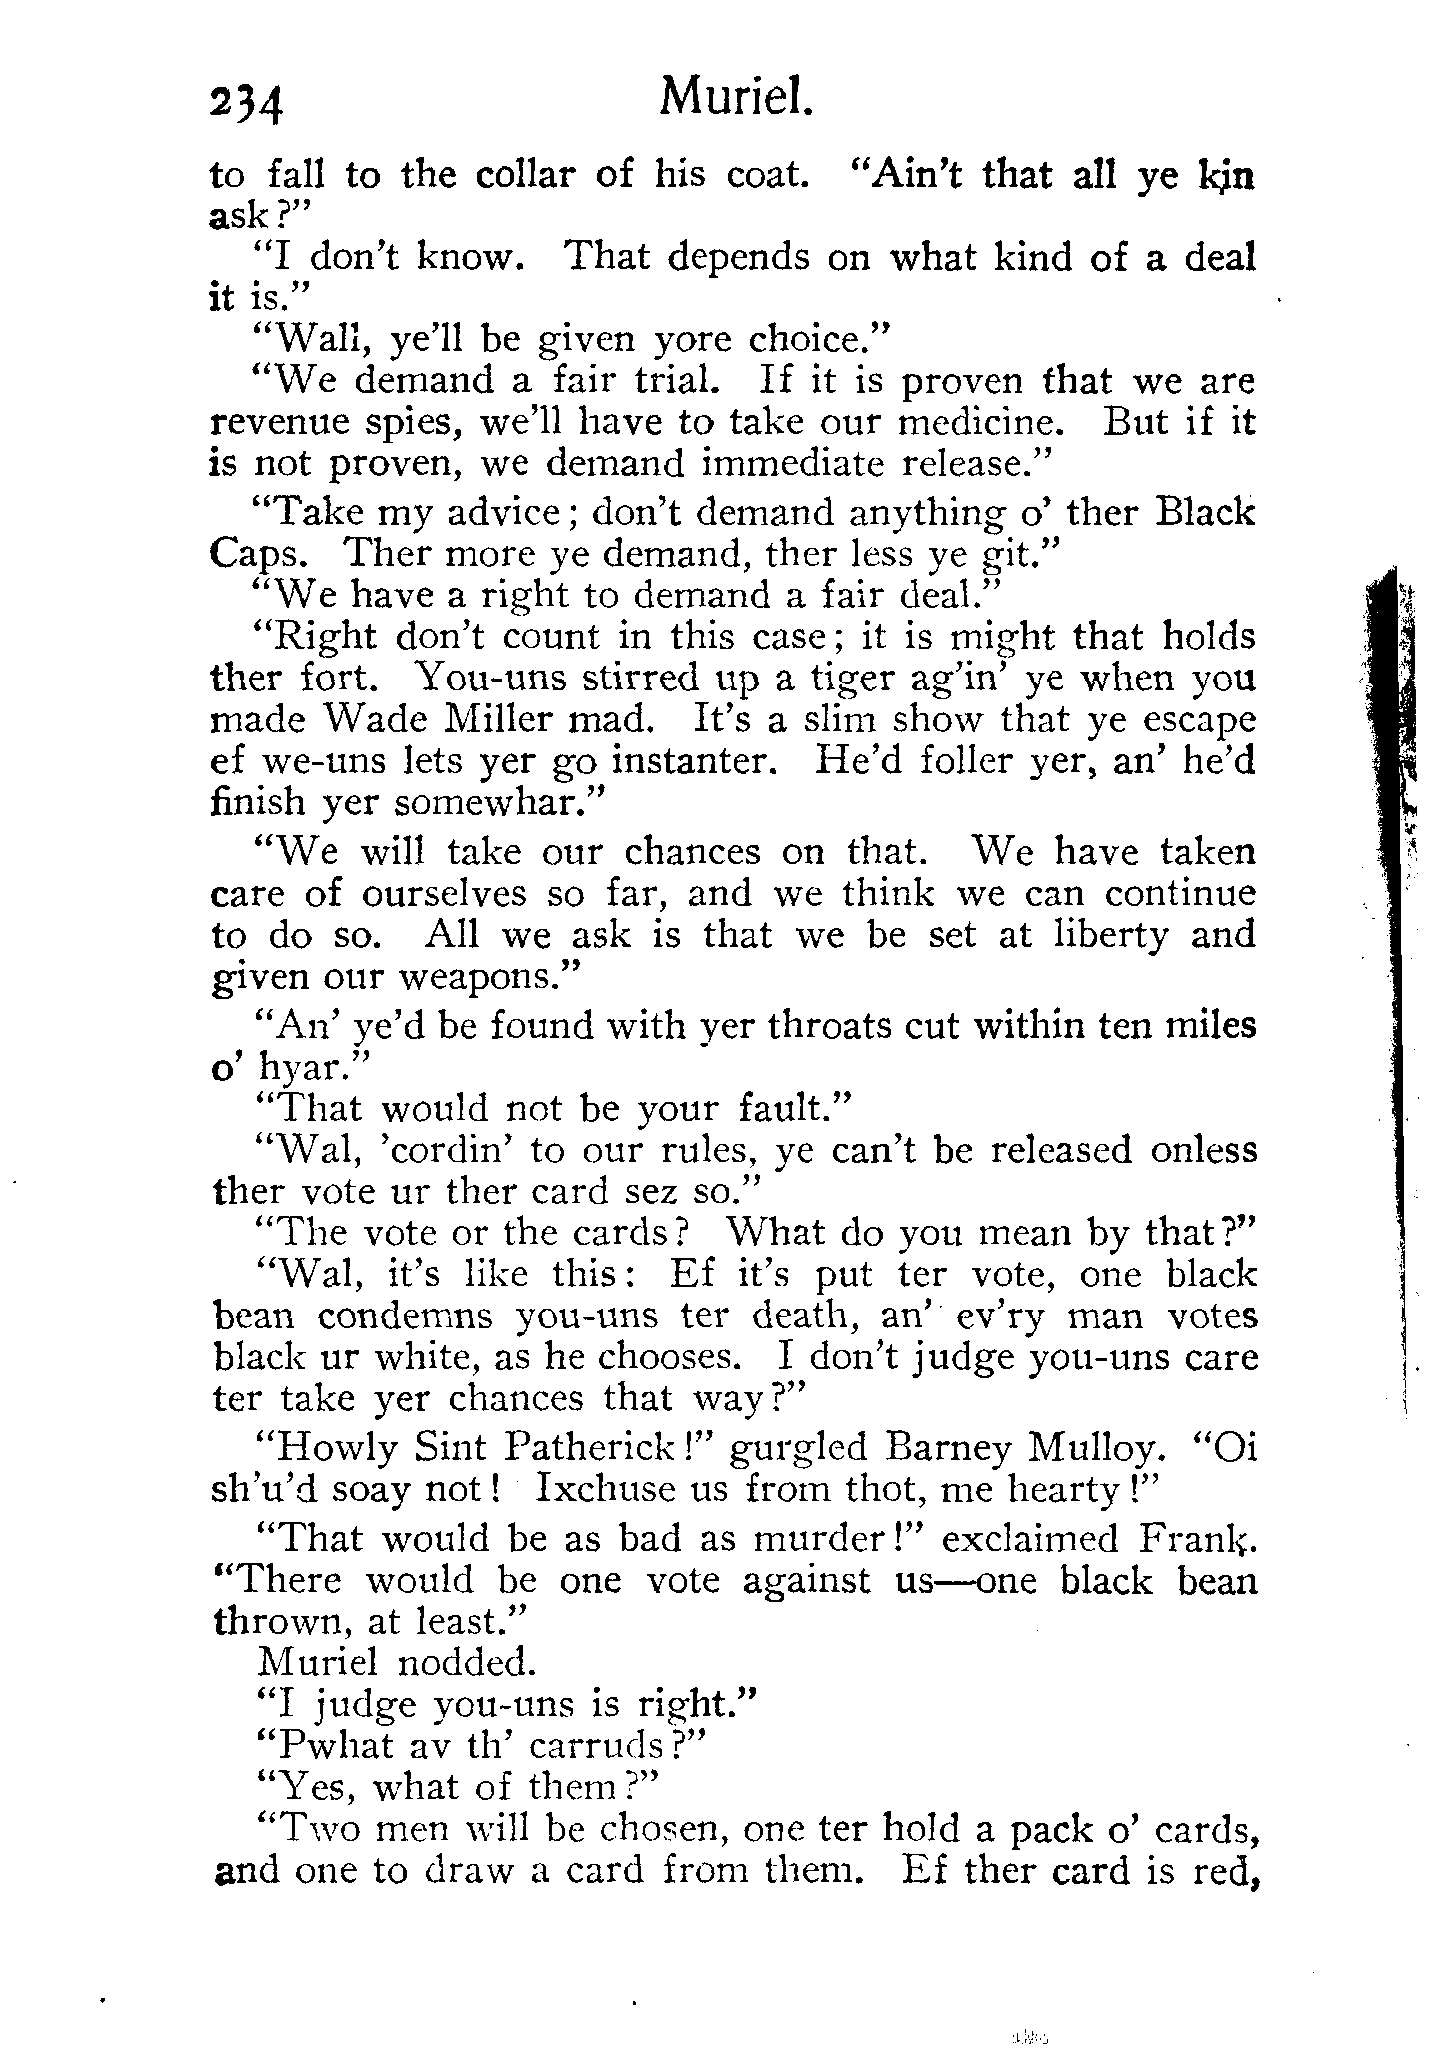 234 Muriel.
to fall to the collar of his coat. “Ain’t that all ye kin
ask?”
“I don’t know. That depends on what kind of a deal
it is.”
“Wall, ye’ll be given yore choice.”
“We demand a fair trial. If it is proven that we are
revenue spies, we’ll have to take our medicine. But if it
is not proven, we demand immediate release.”
“Take my advice; don’t demand anything o’ ther Black
Caps. Ther more ye demand, ther less ye git.”
“We have a right to demand a fair deal.”
“Right don’t count in this case; it is might that holds
ther fort. You-uns stirred up a tiger ag’in’ ye when you
made Wade Miller mad. It’s a slim show that ye escape
ef we-uns lets yer go instanter. He’d foller yer, an’ he’d
finish yer somewhar.”
“We will take our chances on that. We have taken
care of ourselves so far, and we think we can continue
to do so. All we ask is that we be set at liberty and
given our weapons.”
“An’ ye’d be found with yer throats cut within ten miles
o’ hyar.”
“That would not be your fault.”
“Wal, ’cordin’ to our rules, ye can’t be released onless
ther vote ur ther card sez so.”
“The vote or the cards? What do you mean by that?”
“Wal, it’s like this: Ef it’s put ter vote, one black
bean condemns you-uns ter death, an’ ev’ry man votes
black ur white, as he chooses. I don’t judge you-uns care
ter take yer chances that way?”
“Howly Sint Patherick!” gurgled Barney Mulloy. “Oi
sh’u’d soay not! Ixchuse us from thot, me hearty!”
“That would be as bad as murder!” exclaimed Frank.
“There would be one vote against us—one black bean
thrown, at least.”
Muriel nodded.
“I judge you-uns is right.”
“Pwhat av th’ carruds?”
“Yes, what of them?”
“Two men will be chosen, one ter hold a pack o’ cards,
and one to draw a card from them. Ef ther card is red,